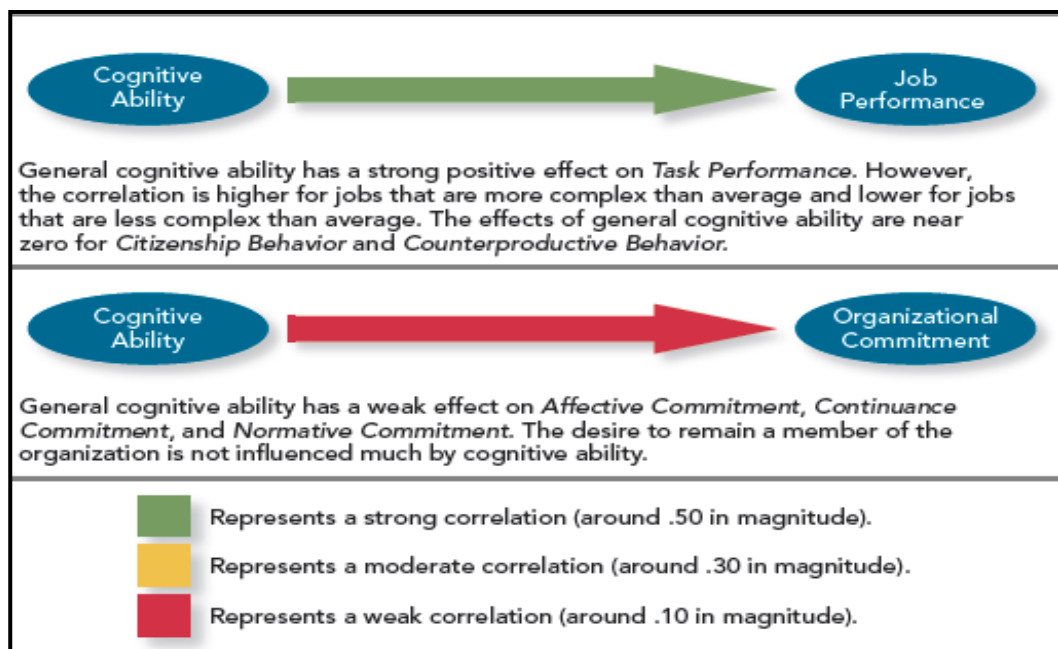 Cognitive
Ability
Job
Performance
General cognitive ability has a strong positive effect on Task Performance. However,
the correlation is higher for jobs that are more complex than average and lower for jobs
that are less complex than average. The effects of general cognitive ability are near
zero for Citizenship Behavior and Counterproductive Behavior.
Cognitive
Ability
Organizational
Commitment
General cognitive ability has a weak effect on Affective Commitment, Continuance
Commitment, and Normative Commitment. The desire to remain a member of the
organization is not influenced much by cognitive ability.
Represents a strong correlation (around .50 in magnitude).
Represents a moderate correlation (around .30 in magnitude).
Represents a weak correlation (around .10 in magnitude).